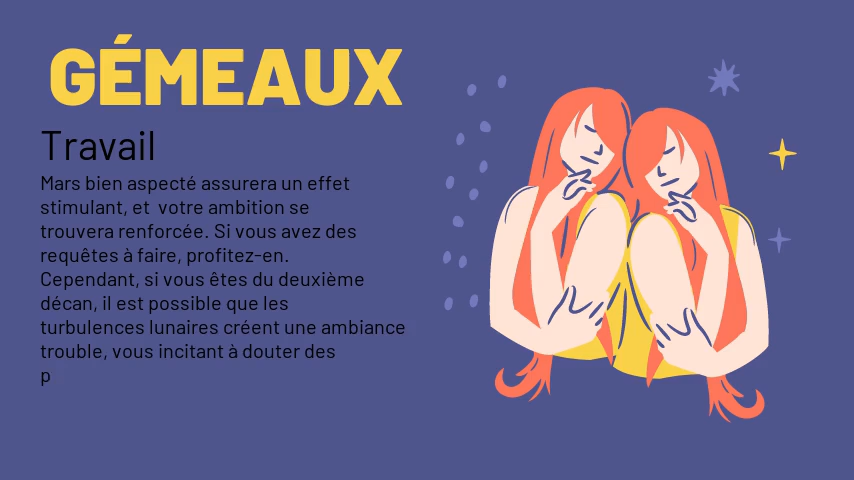 GÉMEAUX
Travail
Mars bien aspecté assurera un effet
stimulant, et  votre ambition se
trouvera renforcée. Si vous avez des
requêtes à faire, profitez-en.
Cependant, si vous êtes du deuxième
décan, il est possible que les
turbulences lunaires créent une ambiance
trouble, vous incitant à douter des
p